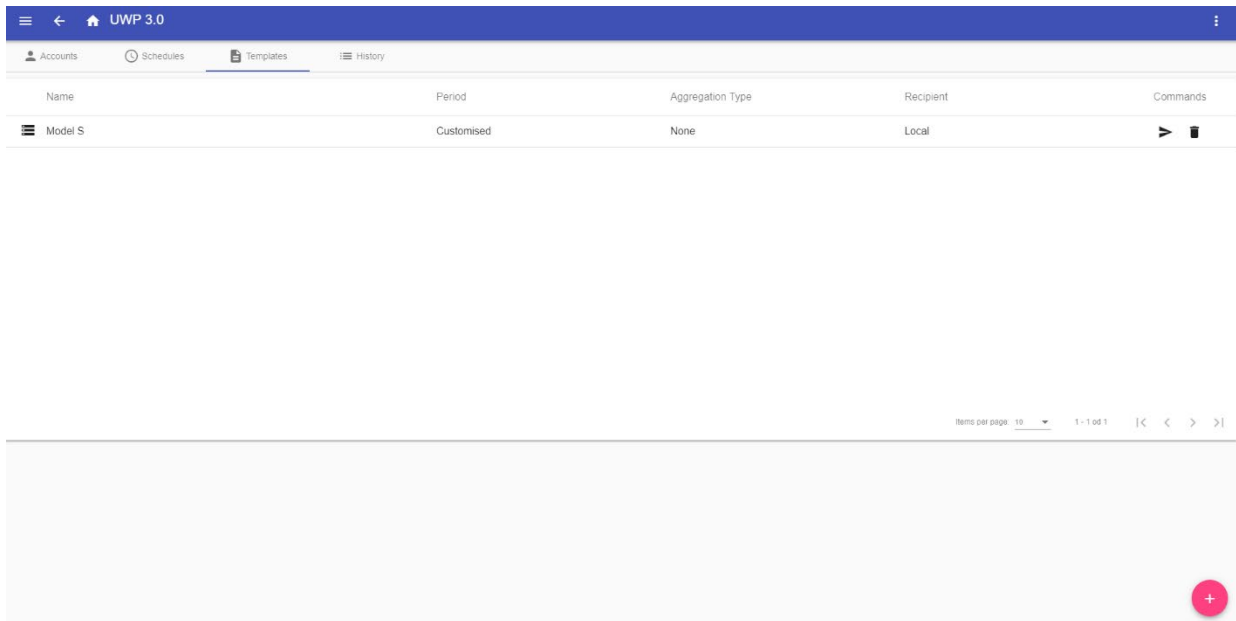 UWP 3.0
Accounts Schedules Templates History
Name Period Aggregation Type Recipient Commands
Model S Customised None Local
Items per page: 10 1 - 1 od 1